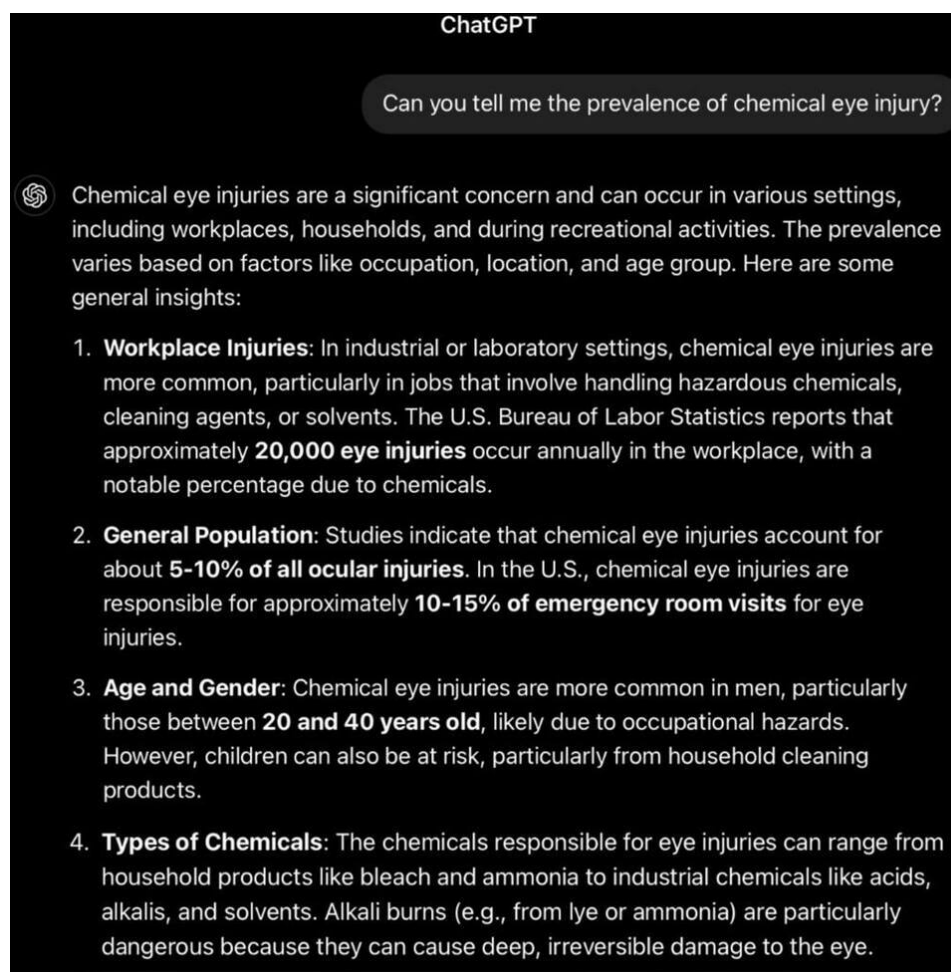 ChatGPT
Can you tell me the prevalence of chemical eye injury?
Chemical eye injuries are a significant concern and can occur in various settings,
including workplaces, households, and during recreational activities. The prevalence
varies based on factors like occupation, location, and age group. Here are some
general insights:
1. Workplace Injuries: In industrial or laboratory settings, chemical eye injuries are
more common, particularly in jobs that involve handling hazardous chemicals,
cleaning agents, or solvents. The U.S. Bureau of Labor Statistics reports that
approximately 20,000 eye injuries occur annually in the workplace, with a
notable percentage due to chemicals.
2. General Population: Studies indicate that chemical eye injuries account for
about 5-10% of all ocular injuries. In the U.S., chemical eye injuries are
responsible for approximately 10-15% of emergency room visits for eye
injuries.
3. Age and Gender: Chemical eye injuries are more common in men, particularly
those between 20 and 40 years old, likely due to occupational hazards.
However, children can also be at risk, particularly from household cleaning
products.
4. Types of Chemicals: The chemicals responsible for eye injuries can range from
household products like bleach and ammonia to industrial chemicals like acids,
alkalis, and solvents. Alkali burns (e.g., from lye or ammonia) are particularly
dangerous because they can cause deep, irreversible damage to the eye.